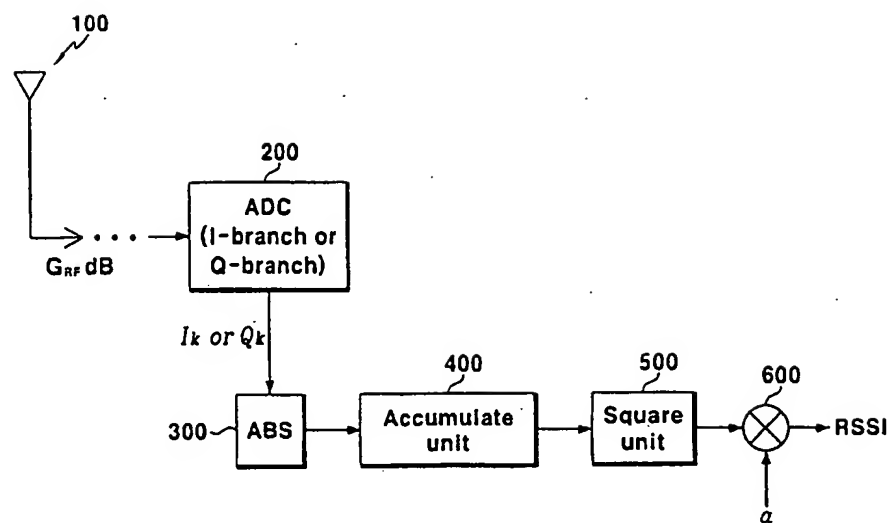 100
200
ADC
(I-branch or
Q-branch)
G_RF dB
I_k or Q_k
400
500
600
300
ABS
Accumulate
unit
Square
unit
RSSI
α